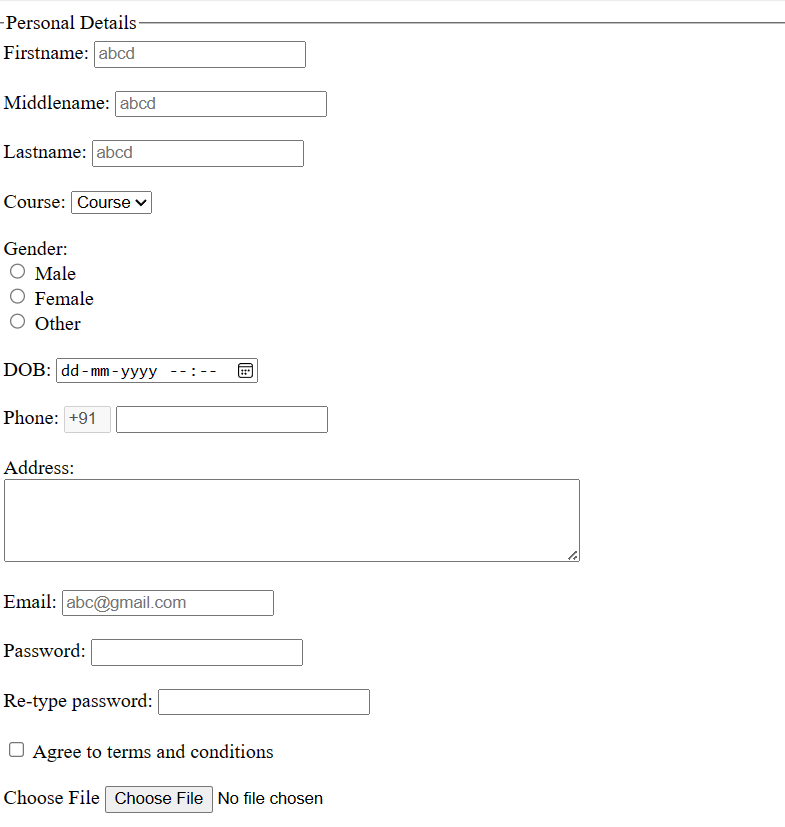 Personal Details
Firstname: abcd
Middlename: abcd
Lastname: abcd
Course: Course
Gender:
Male
Female
Other
DOB: dd-mm-yyyy --:--
Phone: +91
Address:
Email: abc@gmail.com
Password:
Re-type password:
Agree to terms and conditions
Choose File Choose File No file chosen